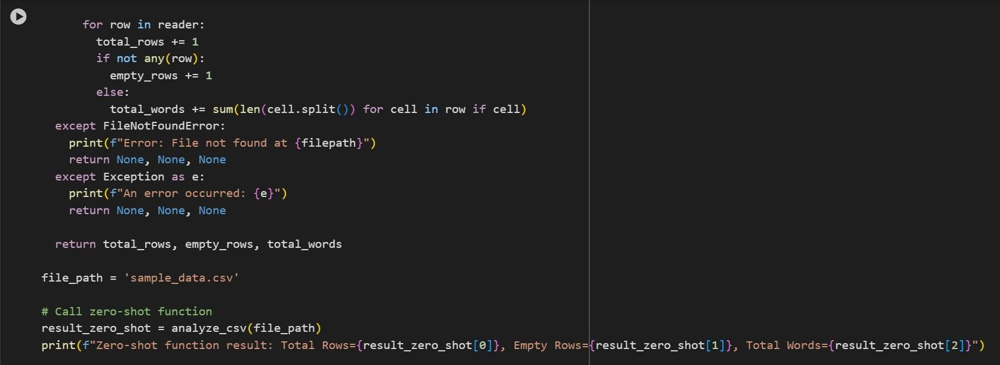 for row in reader:
total_rows += 1
if not any(row):
empty_rows += 1
else:
total_words += sum(len(cell.split()) for cell in row if cell)
except FileNotFoundError:
print(f"Error: File not found at {filepath}")
return None, None, None
except Exception as e:
print(f"An error occurred: {e}")
return None, None, None
return total_rows, empty_rows, total_words
file_path = 'sample_data.csv'
# Call zero-shot function
result_zero_shot = analyze_csv(file_path)
print(f"Zero-shot function result: Total Rows={result_zero_shot[0]}, Empty Rows={result_zero_shot[1]}, Total Words={result_zero_shot[2]}")